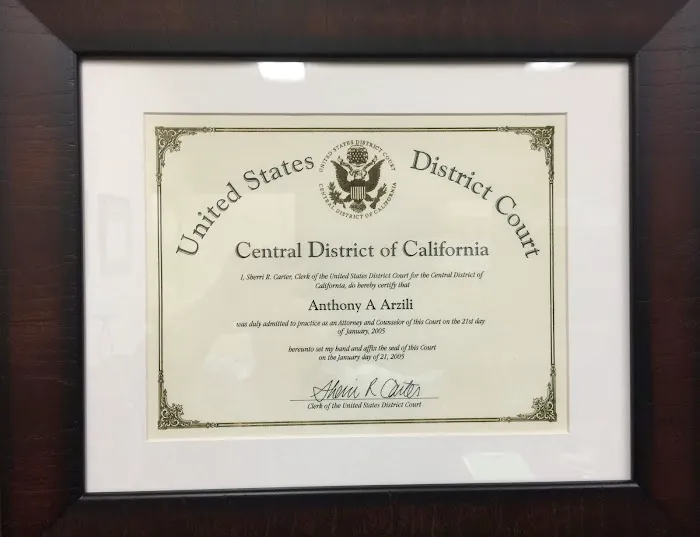 United States District Court
UNITED STATES DISTRICT COURT
CENTRAL DISTRICT OF CALIFORNIA
Central District of California
I, Sherri R. Carter, Clerk of the United States District Court for the Central District of
California, do hereby certify that
Anthony A Arzili
was duly admitted to practice as an Attorney and Counselor of this Court on the 21st day
of January, 2005
hereunto set my hand and affix the seal of this Court
on the January day of 21, 2005
Sherri R Carter
Clerk of the United States District Court